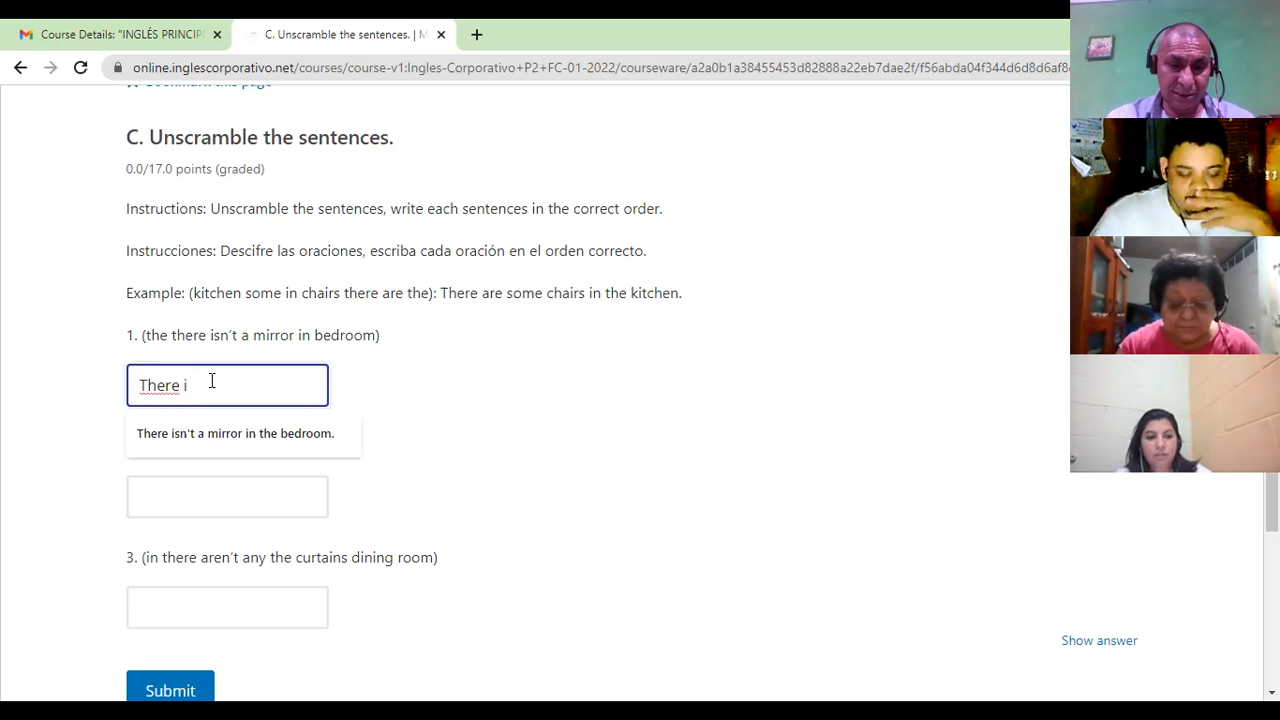 Course Details: "INGLÉS PRINCIPI
C. Unscramble the sentences. | M
online.inglescorporativo.net/courses/course-v1:Ingles-Corporativo+P2+FC-01-2022/courseware/a2a0b1a38455453d82888a22eb7dae2f/f56abda04f344d6d8d6af8
Bookmark this page
C. Unscramble the sentences.
0.0/17.0 points (graded)
Instructions: Unscramble the sentences, write each sentences in the correct order.
Instrucciones: Descifre las oraciones, escriba cada oración en el orden correcto.
Example: (kitchen some in chairs there are the): There are some chairs in the kitchen.
1. (the there isn't a mirror in bedroom)
There i
There isn't a mirror in the bedroom.
3. (in there aren't any the curtains dining room)
Show answer
Submit